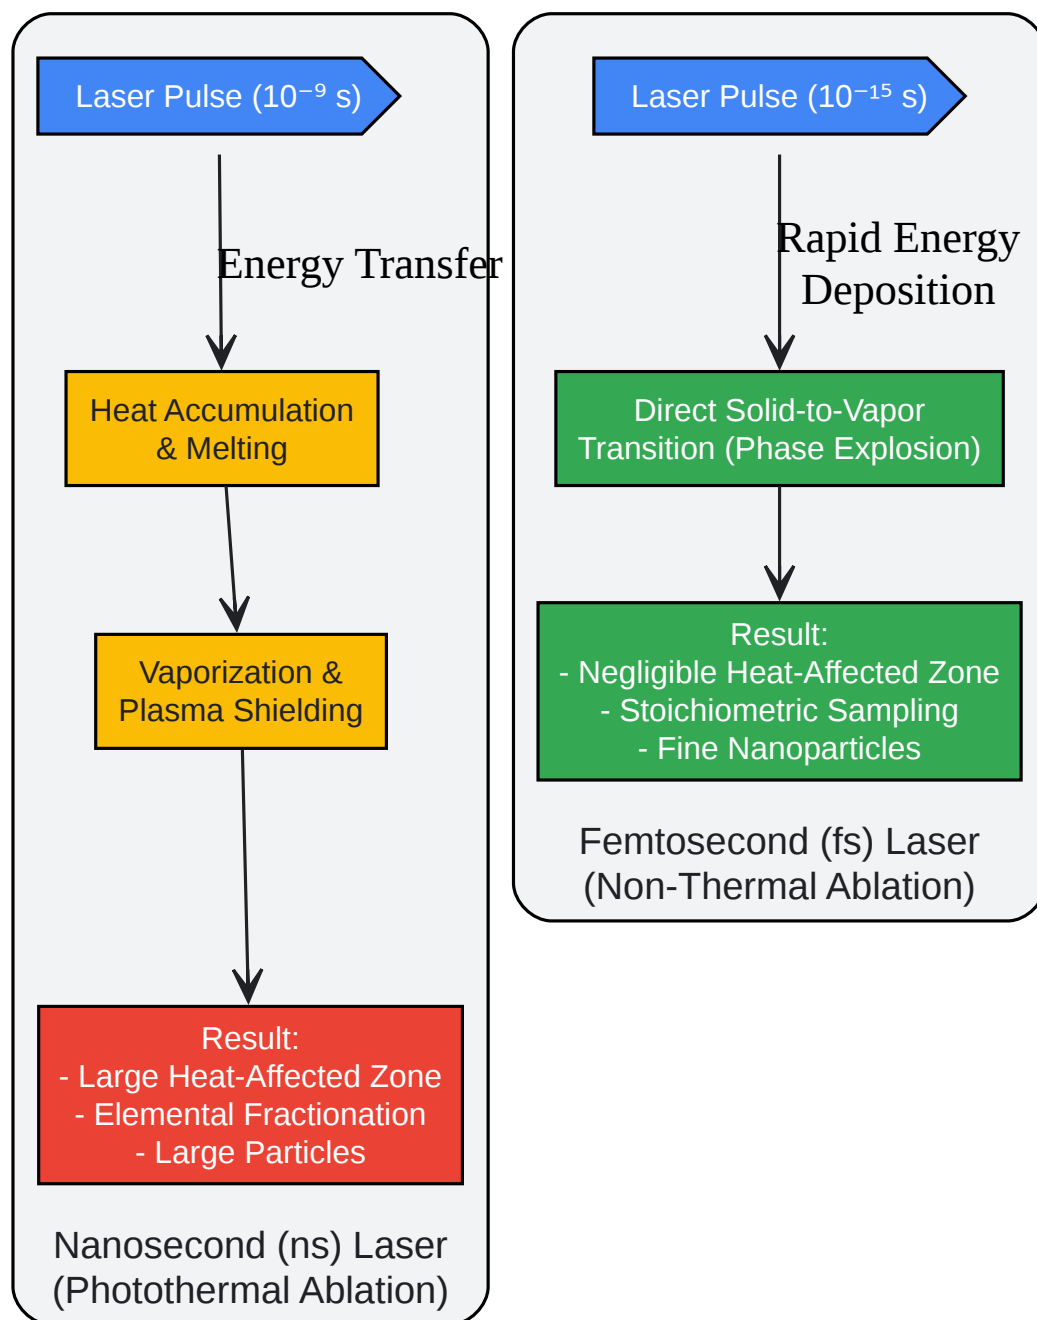 Laser Pulse (10⁻⁹ s)
Energy Transfer
Heat Accumulation
& Melting
Vaporization &
Plasma Shielding
Result:
- Large Heat-Affected Zone
- Elemental Fractionation
- Large Particles
Nanosecond (ns) Laser
(Photothermal Ablation)
Laser Pulse (10⁻¹⁵ s)
Rapid Energy
Deposition
Direct Solid-to-Vapor
Transition (Phase Explosion)
Result:
- Negligible Heat-Affected Zone
- Stoichiometric Sampling
- Fine Nanoparticles
Femtosecond (fs) Laser
(Non-Thermal Ablation)